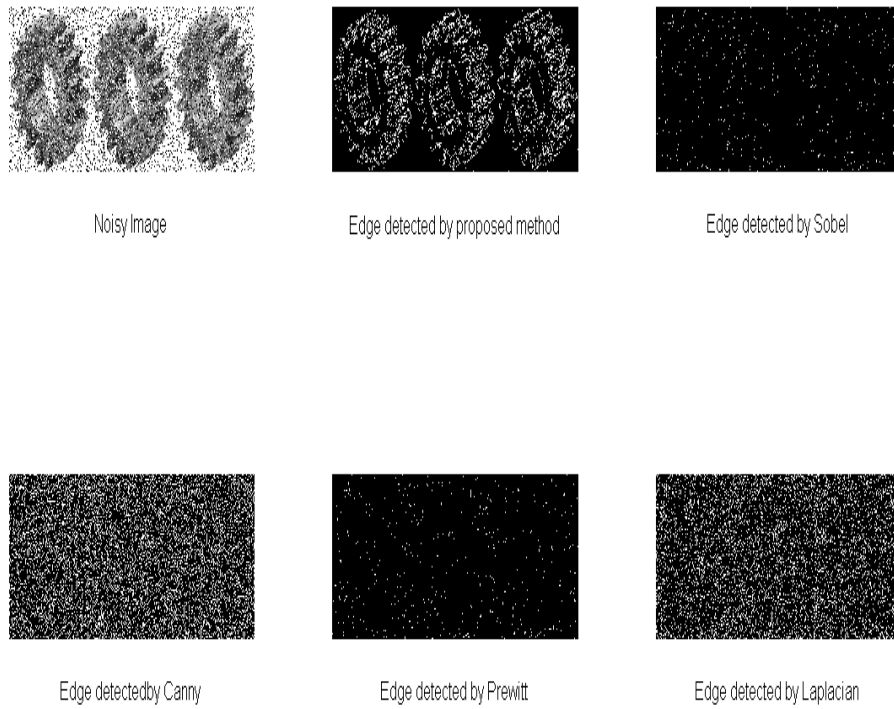 Noisy Image
Edge detected by proposed method
Edge detected by Sobel
Edge detectedby Canny
Edge detected by Prewitt
Edge detected by Laplacian